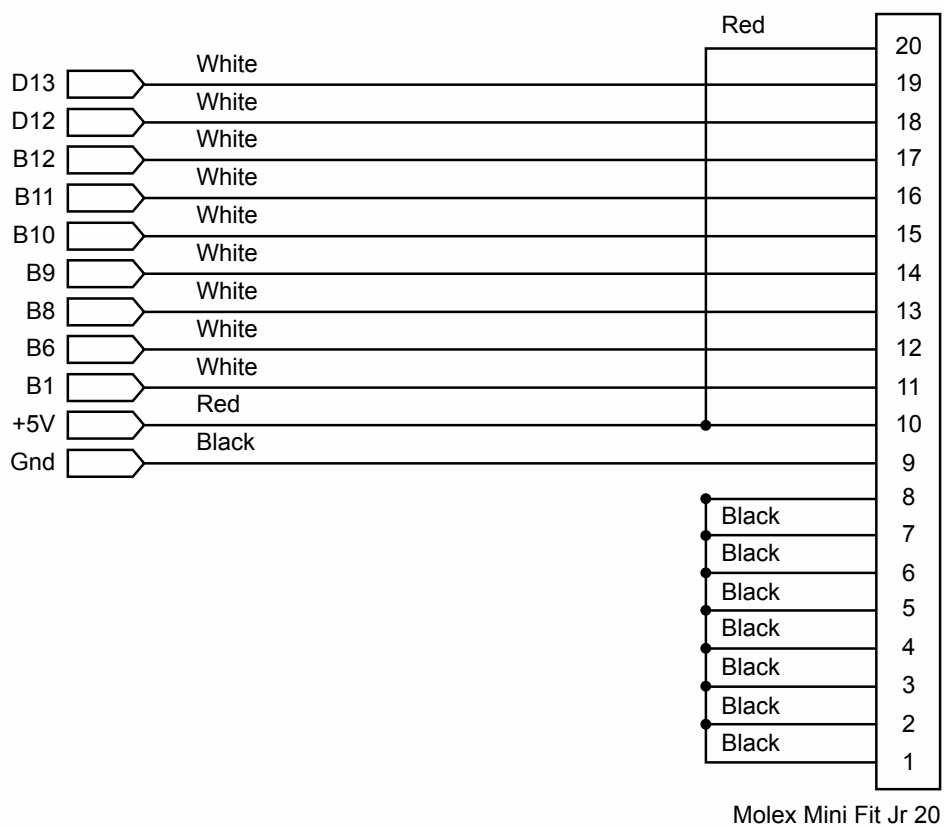 Red
20
White
D13
19
White
D12
18
White
B12
17
White
B11
16
White
B10
15
White
B9
14
White
B8
13
White
B6
12
White
B1
11
Red
+5V
10
Black
Gnd
9
8
Black
7
Black
6
Black
5
Black
4
Black
3
Black
2
Black
1
Molex Mini Fit Jr 20